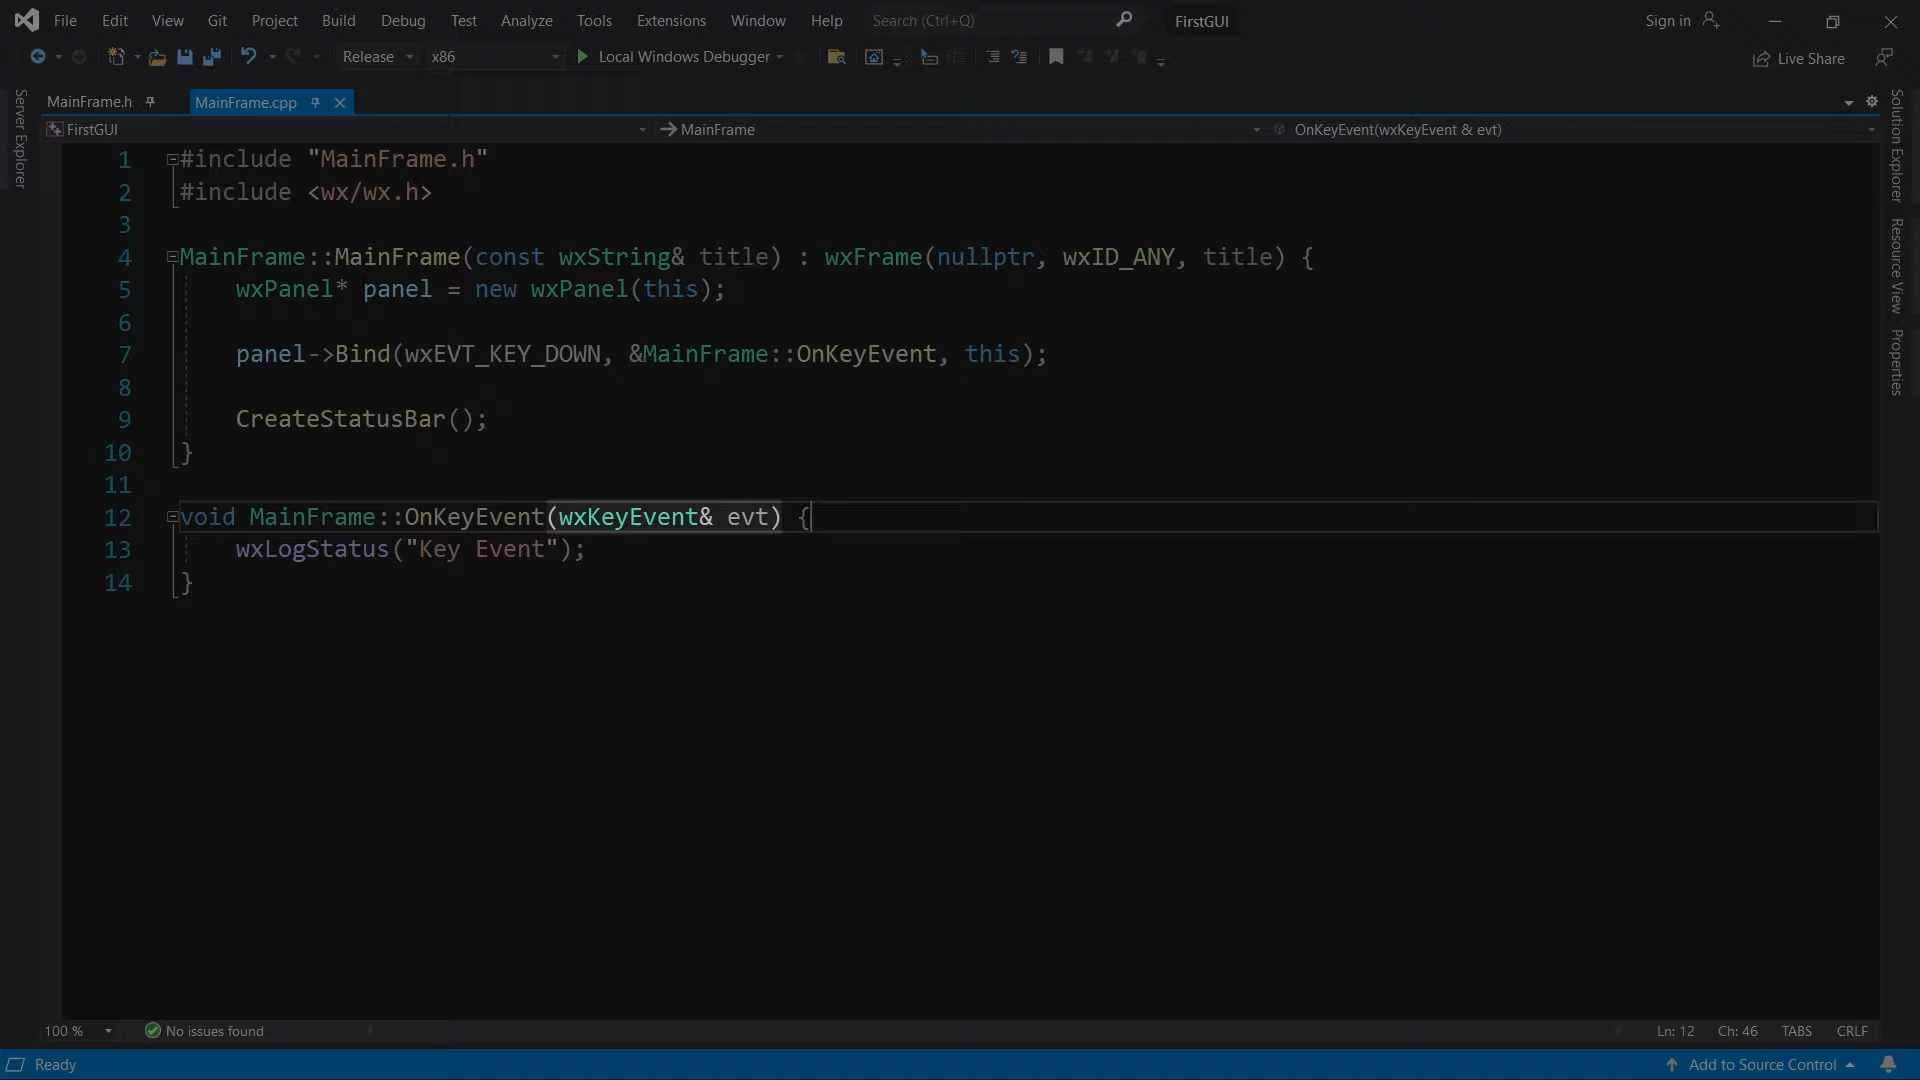 File Edit View Git Project Build Debug Test Analyze Tools Extensions Window Help Search (Ctrl+Q) FirstGUI Sign in
Release x86 Local Windows Debugger Live Share
MainFrame.h MainFrame.cpp
FirstGUI MainFrame OnKeyEvent(wxKeyEvent & evt)
Server Explorer
Solution Explorer
Resource View
Properties
1 #include "MainFrame.h"
2 #include <wx/wx.h>
3
4 MainFrame::MainFrame(const wxString& title) : wxFrame(nullptr, wxID_ANY, title) {
5 wxPanel* panel = new wxPanel(this);
6
7 panel->Bind(wxEVT_KEY_DOWN, &MainFrame::OnKeyEvent, this);
8
9 CreateStatusBar();
10 }
11
12 void MainFrame::OnKeyEvent(wxKeyEvent& evt) {
13 wxLogStatus("Key Event");
14 }
100 % No issues found Ln: 12 Ch: 46 TABS CRLF
Ready Add to Source Control